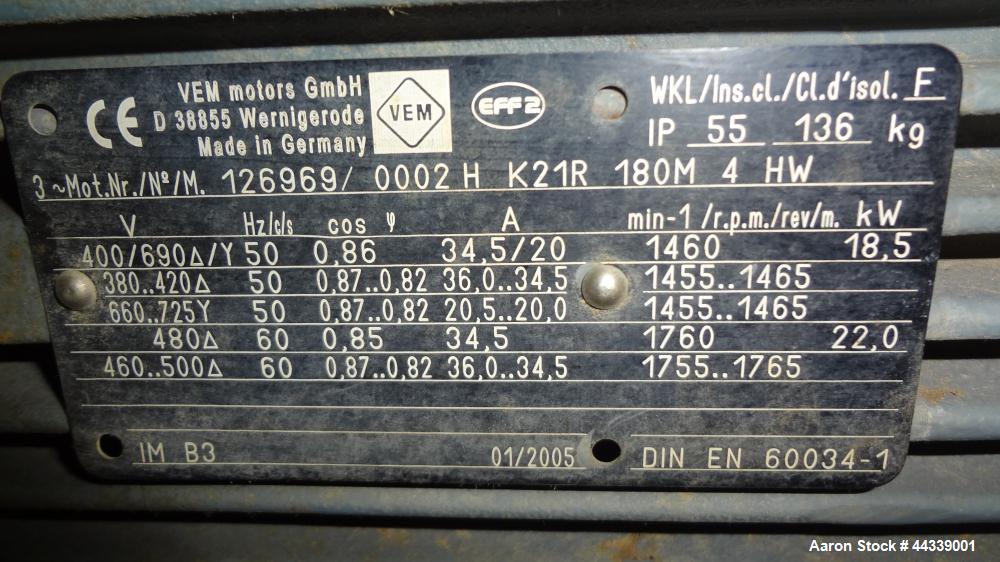 VEM motors GmbH
D 38855 Wernigerode
Made in Germany
CE
VEM
EFF2
WKL/Ins.cl./Cl.d'isol. F
IP 55 136 kg
3~Mot.Nr./Nº/M. 126969/ 0002 H K21R 180M 4 HW
V Hz/c/s cos φ A min-1/r.p.m./rev/m. kW
400/690Δ/Y 50 0,86 34,5/20 1460 18,5
380..420Δ 50 0,87..0,82 36,0..34,5 1455..1465
660..725Y 50 0,87..0,82 20,5..20,0 1455..1465
480Δ 60 0,85 34,5 1760 22,0
460..500Δ 60 0,87..0,82 36,0..34,5 1755..1765
IM B3 01/2005 DIN EN 60034-1
Aaron Stock # 44339001